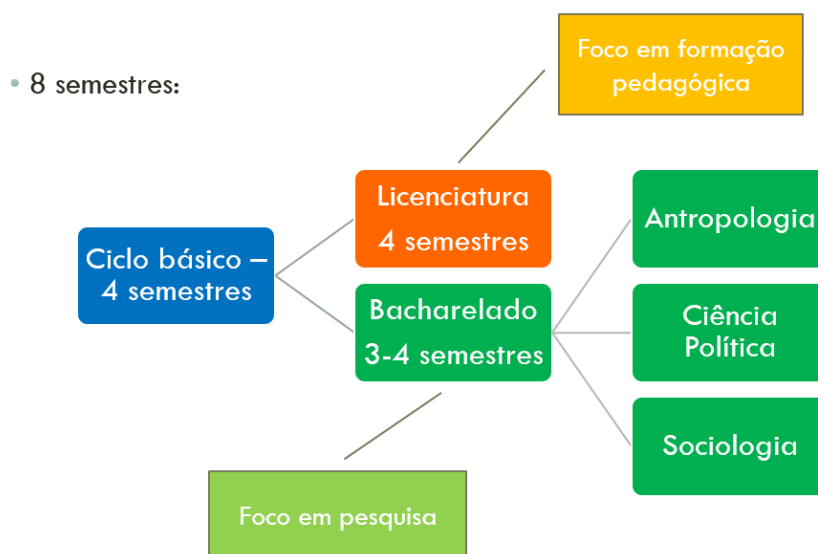 Foco em formação
pedagógica
• 8 semestres:
Licenciatura
4 semestres
Antropologia
Ciclo básico –
4 semestres
Bacharelado
3-4 semestres
Ciência
Política
Sociologia
Foco em pesquisa